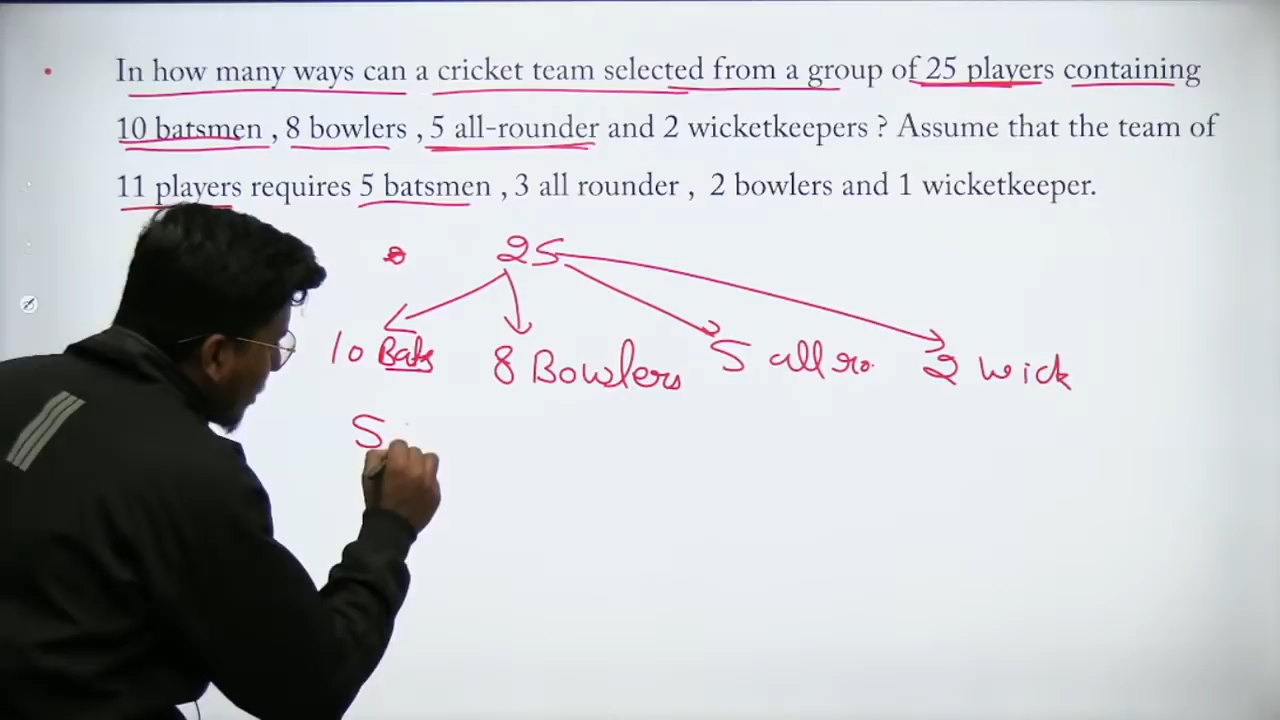 In how many ways can a cricket team selected from a group of 25 players containing
10 batsmen , 8 bowlers , 5 all-rounder and 2 wicketkeepers ? Assume that the team of
11 players requires 5 batsmen , 3 all rounder , 2 bowlers and 1 wicketkeeper.
25
10 Bats 8 Bowlers 5 all ro. 2 wick
5